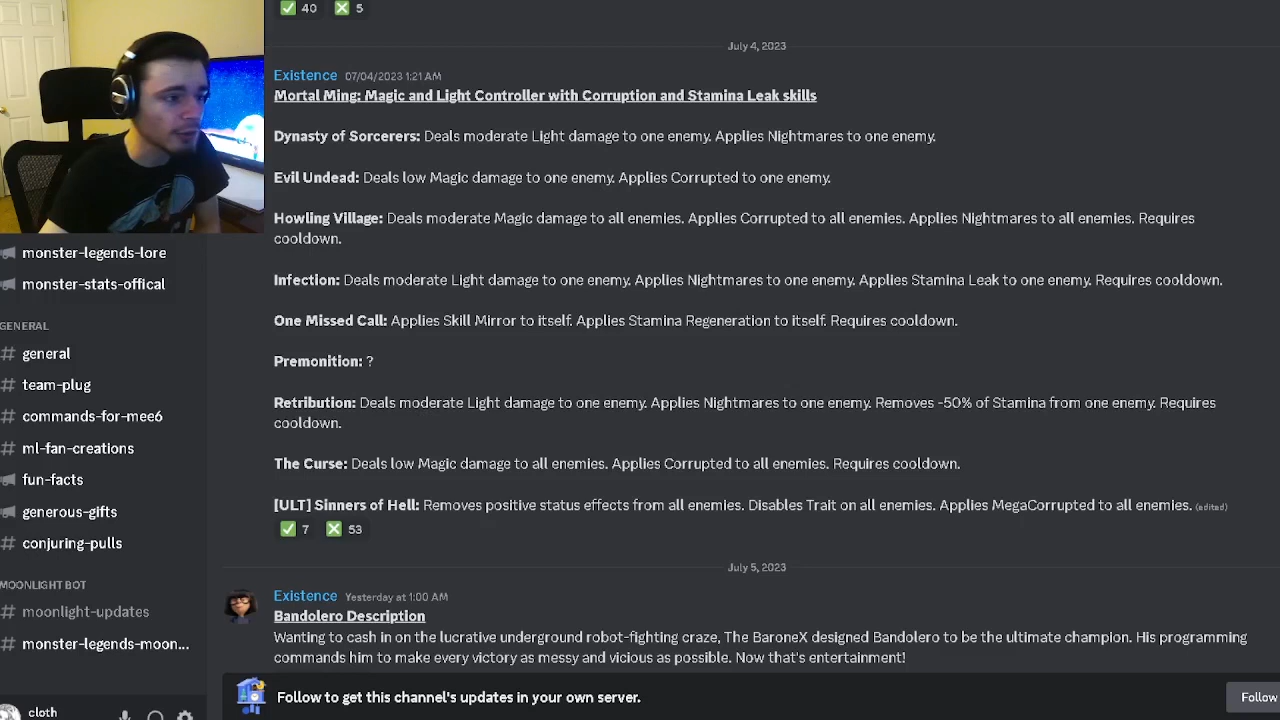 40 5
July 4, 2023
Existence 07/04/2023 1:21 AM
Mortal Ming: Magic and Light Controller with Corruption and Stamina Leak skills
Dynasty of Sorcerers: Deals moderate Light damage to one enemy. Applies Nightmares to one enemy.
Evil Undead: Deals low Magic damage to one enemy. Applies Corrupted to one enemy.
Howling Village: Deals moderate Magic damage to all enemies. Applies Corrupted to all enemies. Applies Nightmares to all enemies. Requires
cooldown.
Infection: Deals moderate Light damage to one enemy. Applies Nightmares to one enemy. Applies Stamina Leak to one enemy. Requires cooldown.
One Missed Call: Applies Skill Mirror to itself. Applies Stamina Regeneration to itself. Requires cooldown.
Premonition: ?
Retribution: Deals moderate Light damage to one enemy. Applies Nightmares to one enemy. Removes -50% of Stamina from one enemy. Requires
cooldown.
The Curse: Deals low Magic damage to all enemies. Applies Corrupted to all enemies. Requires cooldown.
[ULT] Sinners of Hell: Removes positive status effects from all enemies. Disables Trait on all enemies. Applies MegaCorrupted to all enemies. (edited)
7 53
July 5, 2023
Existence Yesterday at 1:00 AM
Bandolero Description
Wanting to cash in on the lucrative underground robot-fighting craze, The BaroneX designed Bandolero to be the ultimate champion. His programming
commands him to make every victory as messy and vicious as possible. Now that's entertainment!
Follow to get this channel's updates in your own server.
Follow
monster-legends-lore
monster-stats-offical
GENERAL
general
team-plug
commands-for-mee6
ml-fan-creations
fun-facts
generous-gifts
conjuring-pulls
MOONLIGHT BOT
moonlight-updates
monster-legends-moon...
cloth